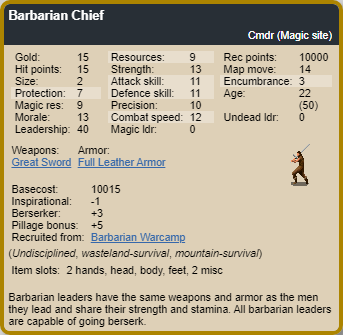 Barbarian Chief
Cmdr (Magic site)
Gold: 15 Resources: 9 Rec points: 10000
Hit points: 15 Strength: 13 Map move: 14
Size: 2 Attack skill: 11 Encumbrance: 3
Protection: 7 Defence skill: 11 Age: 22
Magic res: 9 Precision: 10 (50)
Morale: 13 Combat speed: 12 Undead ldr: 0
Leadership: 40 Magic ldr: 0
Weapons: Armor:
Great Sword Full Leather Armor
Basecost: 10015
Inspirational: -1
Berserker: +3
Pillage bonus: +5
Recruited from: Barbarian Warcamp
(Undisciplined, wasteland-survival, mountain-survival)
Item slots: 2 hands, head, body, feet, 2 misc
Barbarian leaders have the same weapons and armor as the men
they lead and share their strength and stamina. All barbarian leaders
are capable of going berserk.